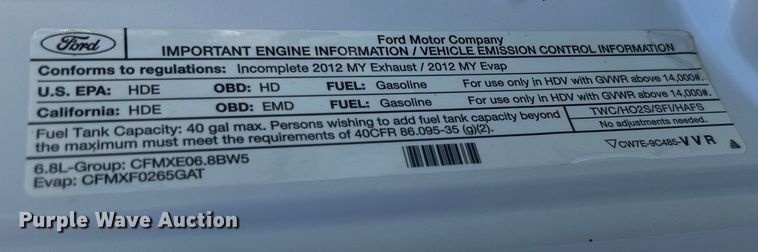 Ford
Ford Motor Company
IMPORTANT ENGINE INFORMATION / VEHICLE EMISSION CONTROL INFORMATION
Conforms to regulations: Incomplete 2012 MY Exhaust / 2012 MY Evap
U.S. EPA: HDE OBD: HD FUEL: Gasoline For use only in HDV with GVWR above 14,000#.
California: HDE OBD: EMD FUEL: Gasoline For use only in HDV with GVWR above 14,000#.
Fuel Tank Capacity: 40 gal max. Persons wishing to add fuel tank capacity beyond
the maximum must meet the requirements of 40CFR 86.095-35 (g)(2).
TWC/HO2S/SFI/HAFS
No adjustments needed.
6.8L-Group: CFMXE06.8BW5
Evap: CFMXF0265GAT
CW7E-9C485-VVR
Purple Wave Auction